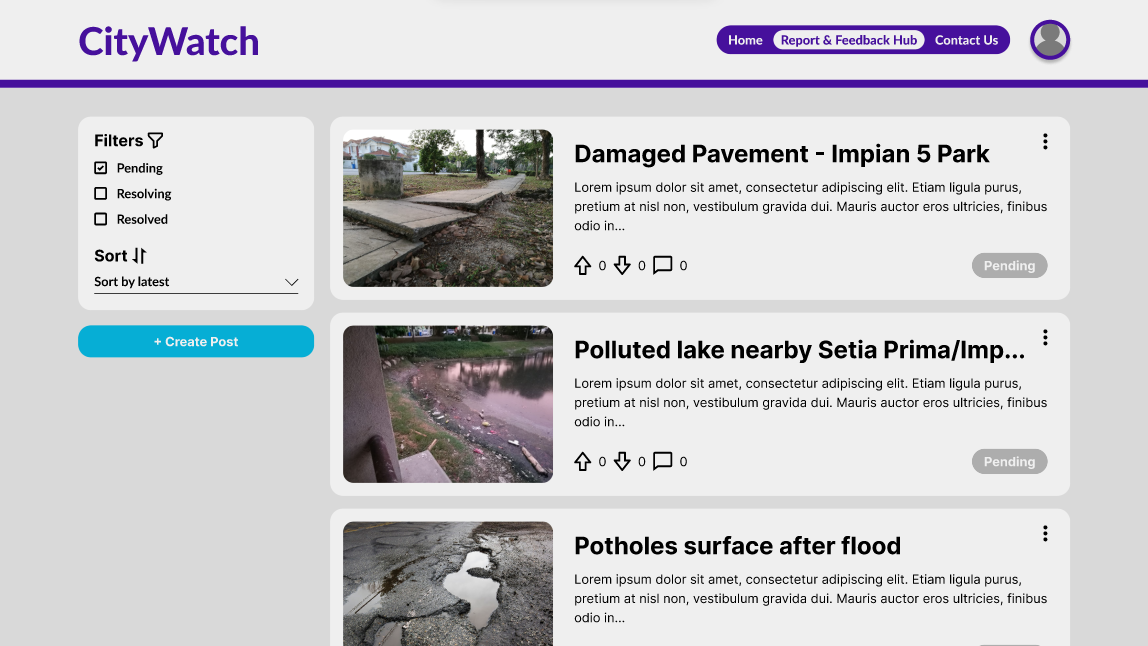 CityWatch
Home
Report & Feedback Hub
Contact Us
Filters
Pending
Resolving
Resolved
Sort
Sort by latest
+ Create Post
Damaged Pavement - Impian 5 Park
Lorem ipsum dolor sit amet, consectetur adipiscing elit. Etiam ligula purus,
pretium at nisl non, vestibulum gravida dui. Mauris auctor eros ultricies, finibus
odio in...
0 0 0
Pending
Polluted lake nearby Setia Prima/Imp...
Lorem ipsum dolor sit amet, consectetur adipiscing elit. Etiam ligula purus,
pretium at nisl non, vestibulum gravida dui. Mauris auctor eros ultricies, finibus
odio in...
0 0 0
Pending
Potholes surface after flood
Lorem ipsum dolor sit amet, consectetur adipiscing elit. Etiam ligula purus,
pretium at nisl non, vestibulum gravida dui. Mauris auctor eros ultricies, finibus
odio in...